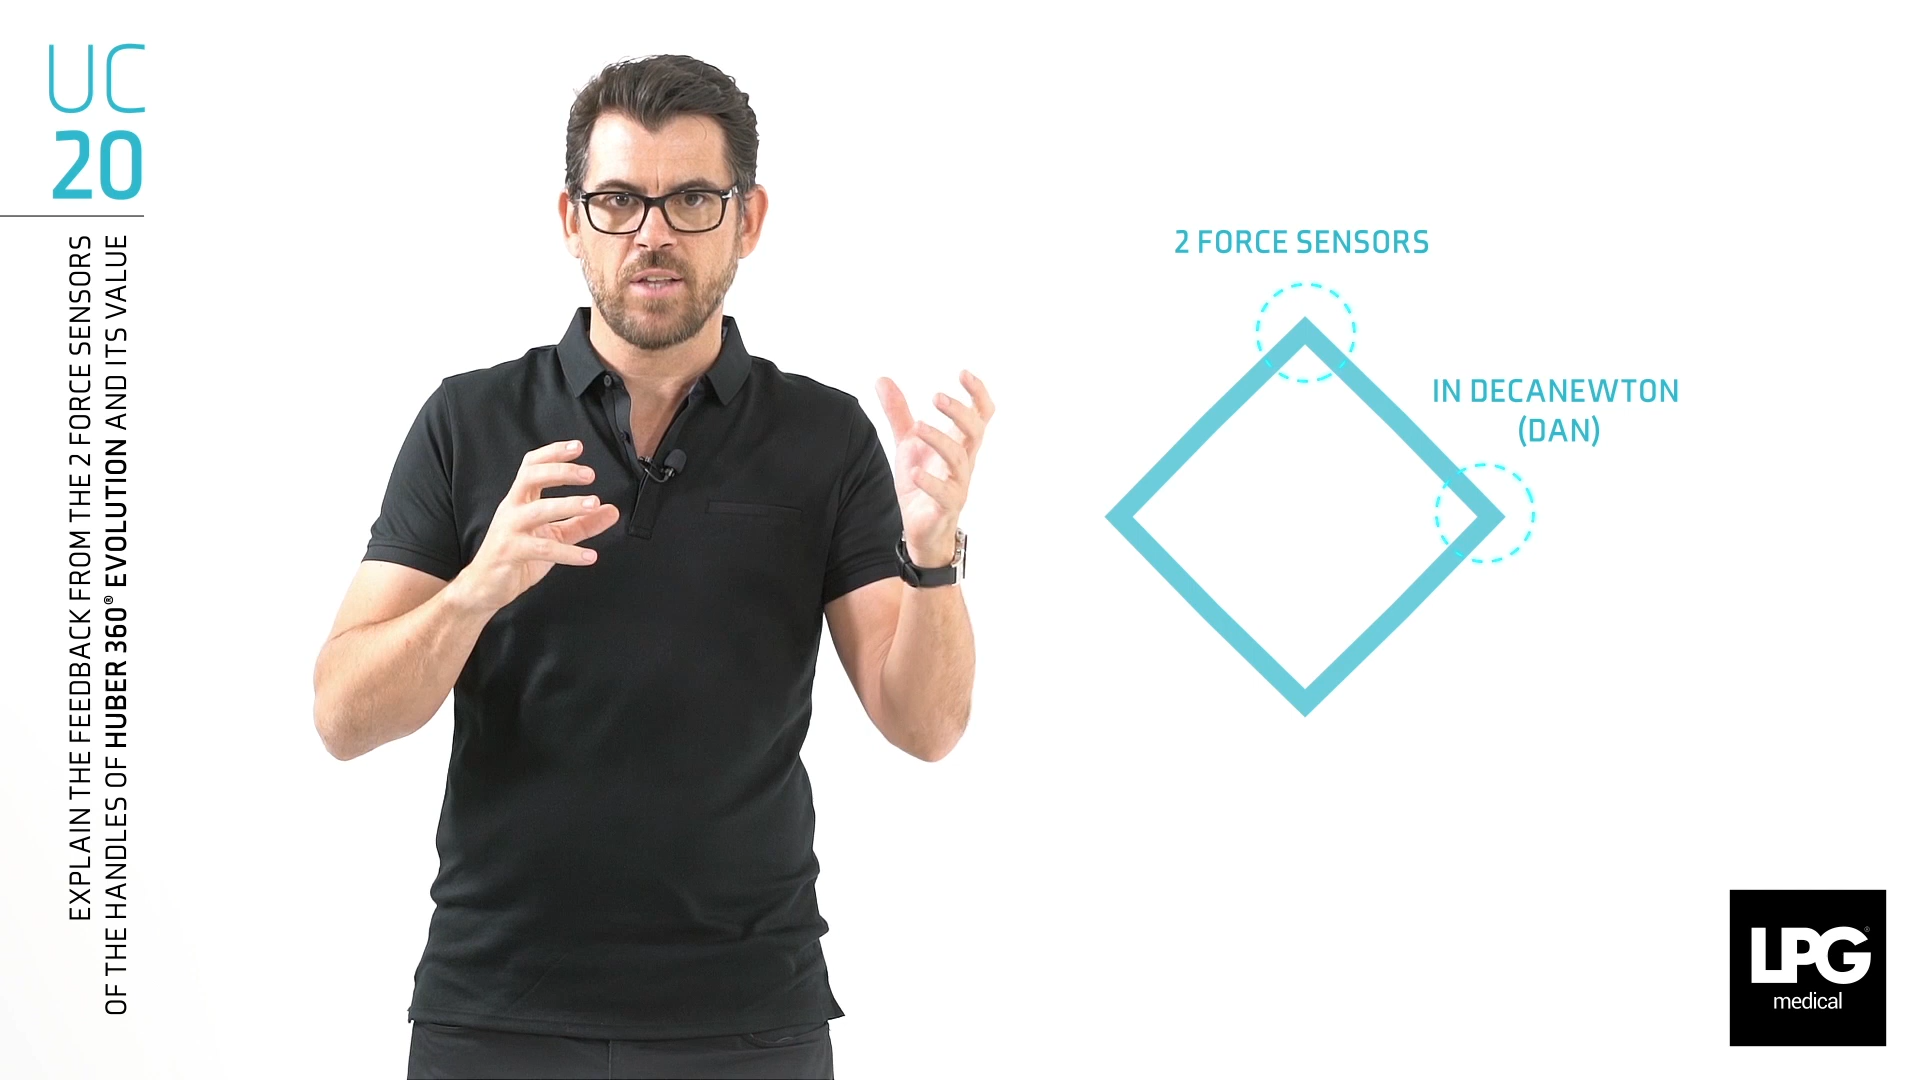 UC
20
EXPLAIN THE FEEDBACK FROM THE 2 FORCE SENSORS
OF THE HANDLES OF HUBER 360® EVOLUTION AND ITS VALUE
2 FORCE SENSORS
IN DECANEWTON
(DAN)
LPG®
medical